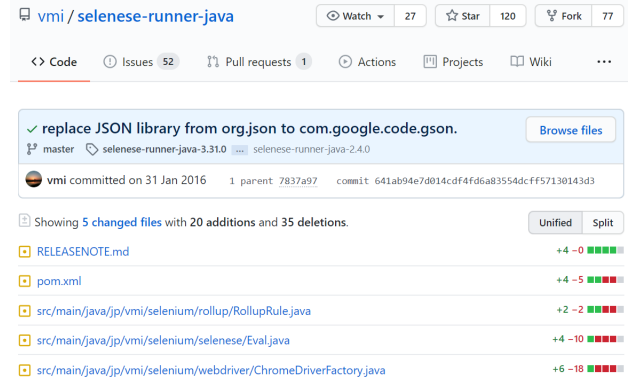 vmi / selenese-runner-java
Watch 27 Star 120 Fork 77
Code Issues 52 Pull requests 1 Actions Projects Wiki ...
replace JSON library from org.json to com.google.code.gson.
Browse files
master selenese-runner-java-3.31.0 ... selenese-runner-java-2.4.0
vmi committed on 31 Jan 2016 1 parent 7837a97 commit 641ab94e7d014cdf4fd6a83554dcff57130143d3
Showing 5 changed files with 20 additions and 35 deletions.
Unified Split
RELEASENOTE.md +4 −0
pom.xml +4 −5
src/main/java/jp/vmi/selenium/rollup/RollupRule.java +2 −2
src/main/java/jp/vmi/selenium/selenese/Eval.java +4 −10
src/main/java/jp/vmi/selenium/webdriver/ChromeDriverFactory.java +6 −18